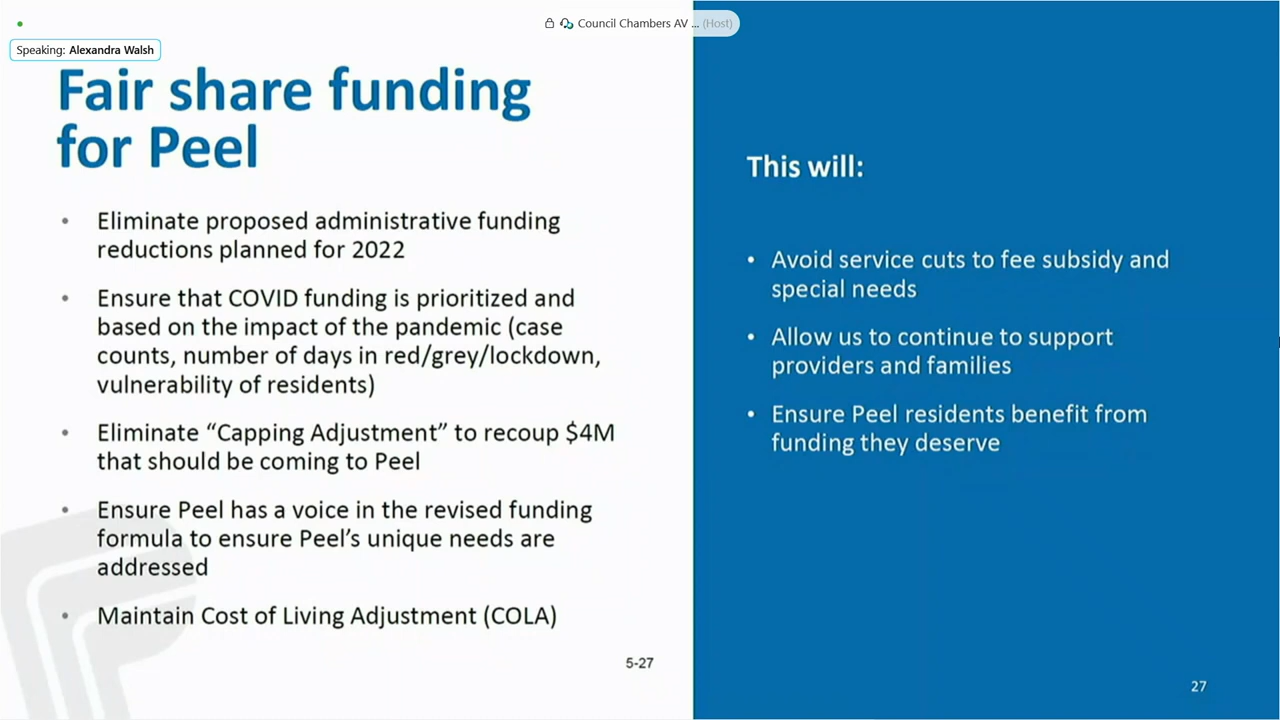 Council Chambers AV ... (Host)
Speaking: Alexandra Walsh
Fair share funding
for Peel
• Eliminate proposed administrative funding
reductions planned for 2022
• Ensure that COVID funding is prioritized and
based on the impact of the pandemic (case
counts, number of days in red/grey/lockdown,
vulnerability of residents)
• Eliminate “Capping Adjustment” to recoup $4M
that should be coming to Peel
• Ensure Peel has a voice in the revised funding
formula to ensure Peel’s unique needs are
addressed
• Maintain Cost of Living Adjustment (COLA)
5-27
This will:
• Avoid service cuts to fee subsidy and
special needs
• Allow us to continue to support
providers and families
• Ensure Peel residents benefit from
funding they deserve
27